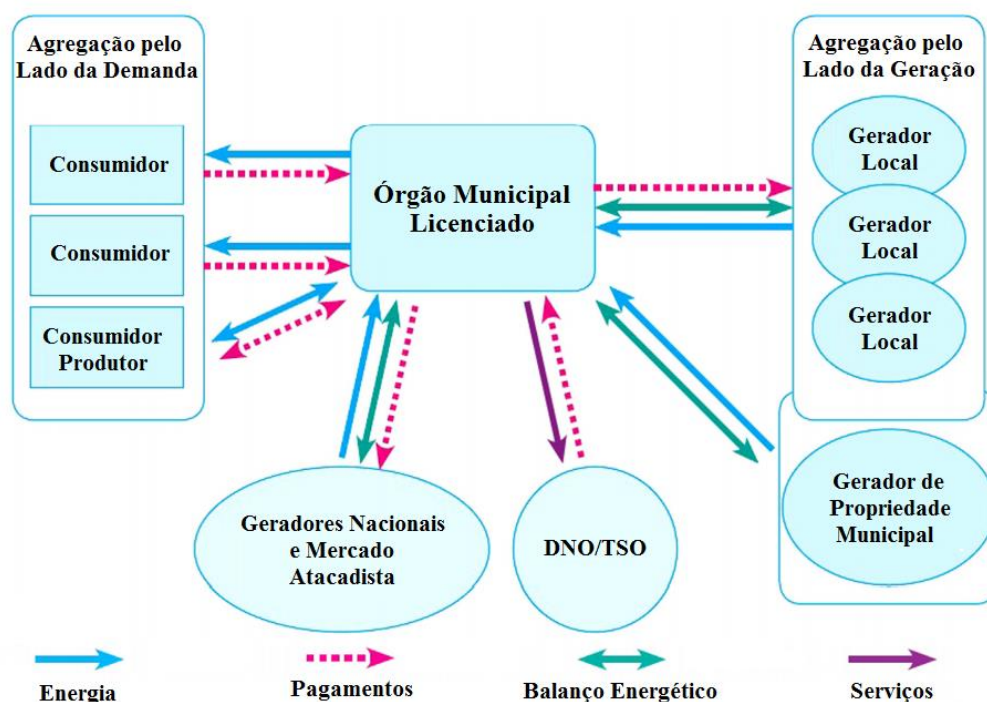 Agregação pelo
Lado da Demanda
Consumidor
Consumidor
Consumidor
Produtor
Órgão Municipal
Licenciado
Agregação pelo
Lado da Geração
Gerador
Local
Gerador
Local
Gerador
Local
Gerador de
Propriedade
Municipal
Geradores Nacionais
e Mercado
Atacadista
DNO/TSO
Energia
Pagamentos
Balanço Energético
Serviços